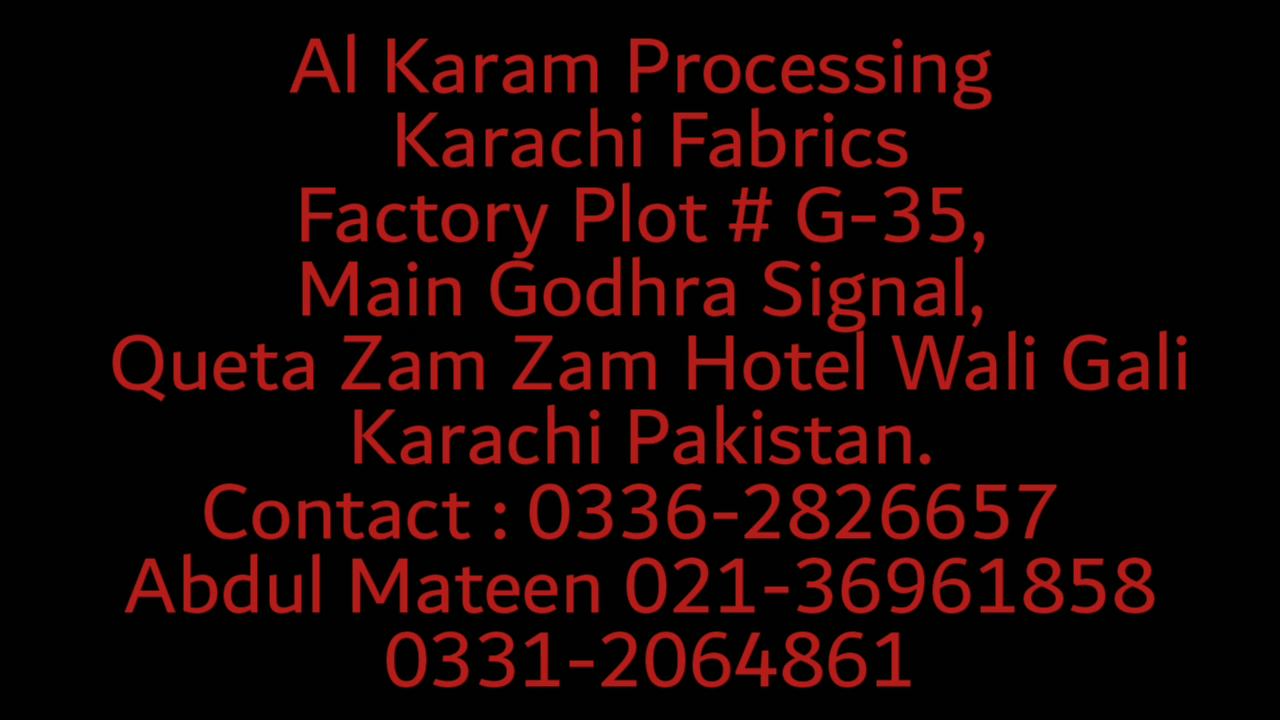 Al Karam Processing
Karachi Fabrics
Factory Plot # G-35,
Main Godhra Signal,
Queta Zam Zam Hotel Wali Gali
Karachi Pakistan.
Contact : 0336-2826657
Abdul Mateen 021-36961858
0331-2064861